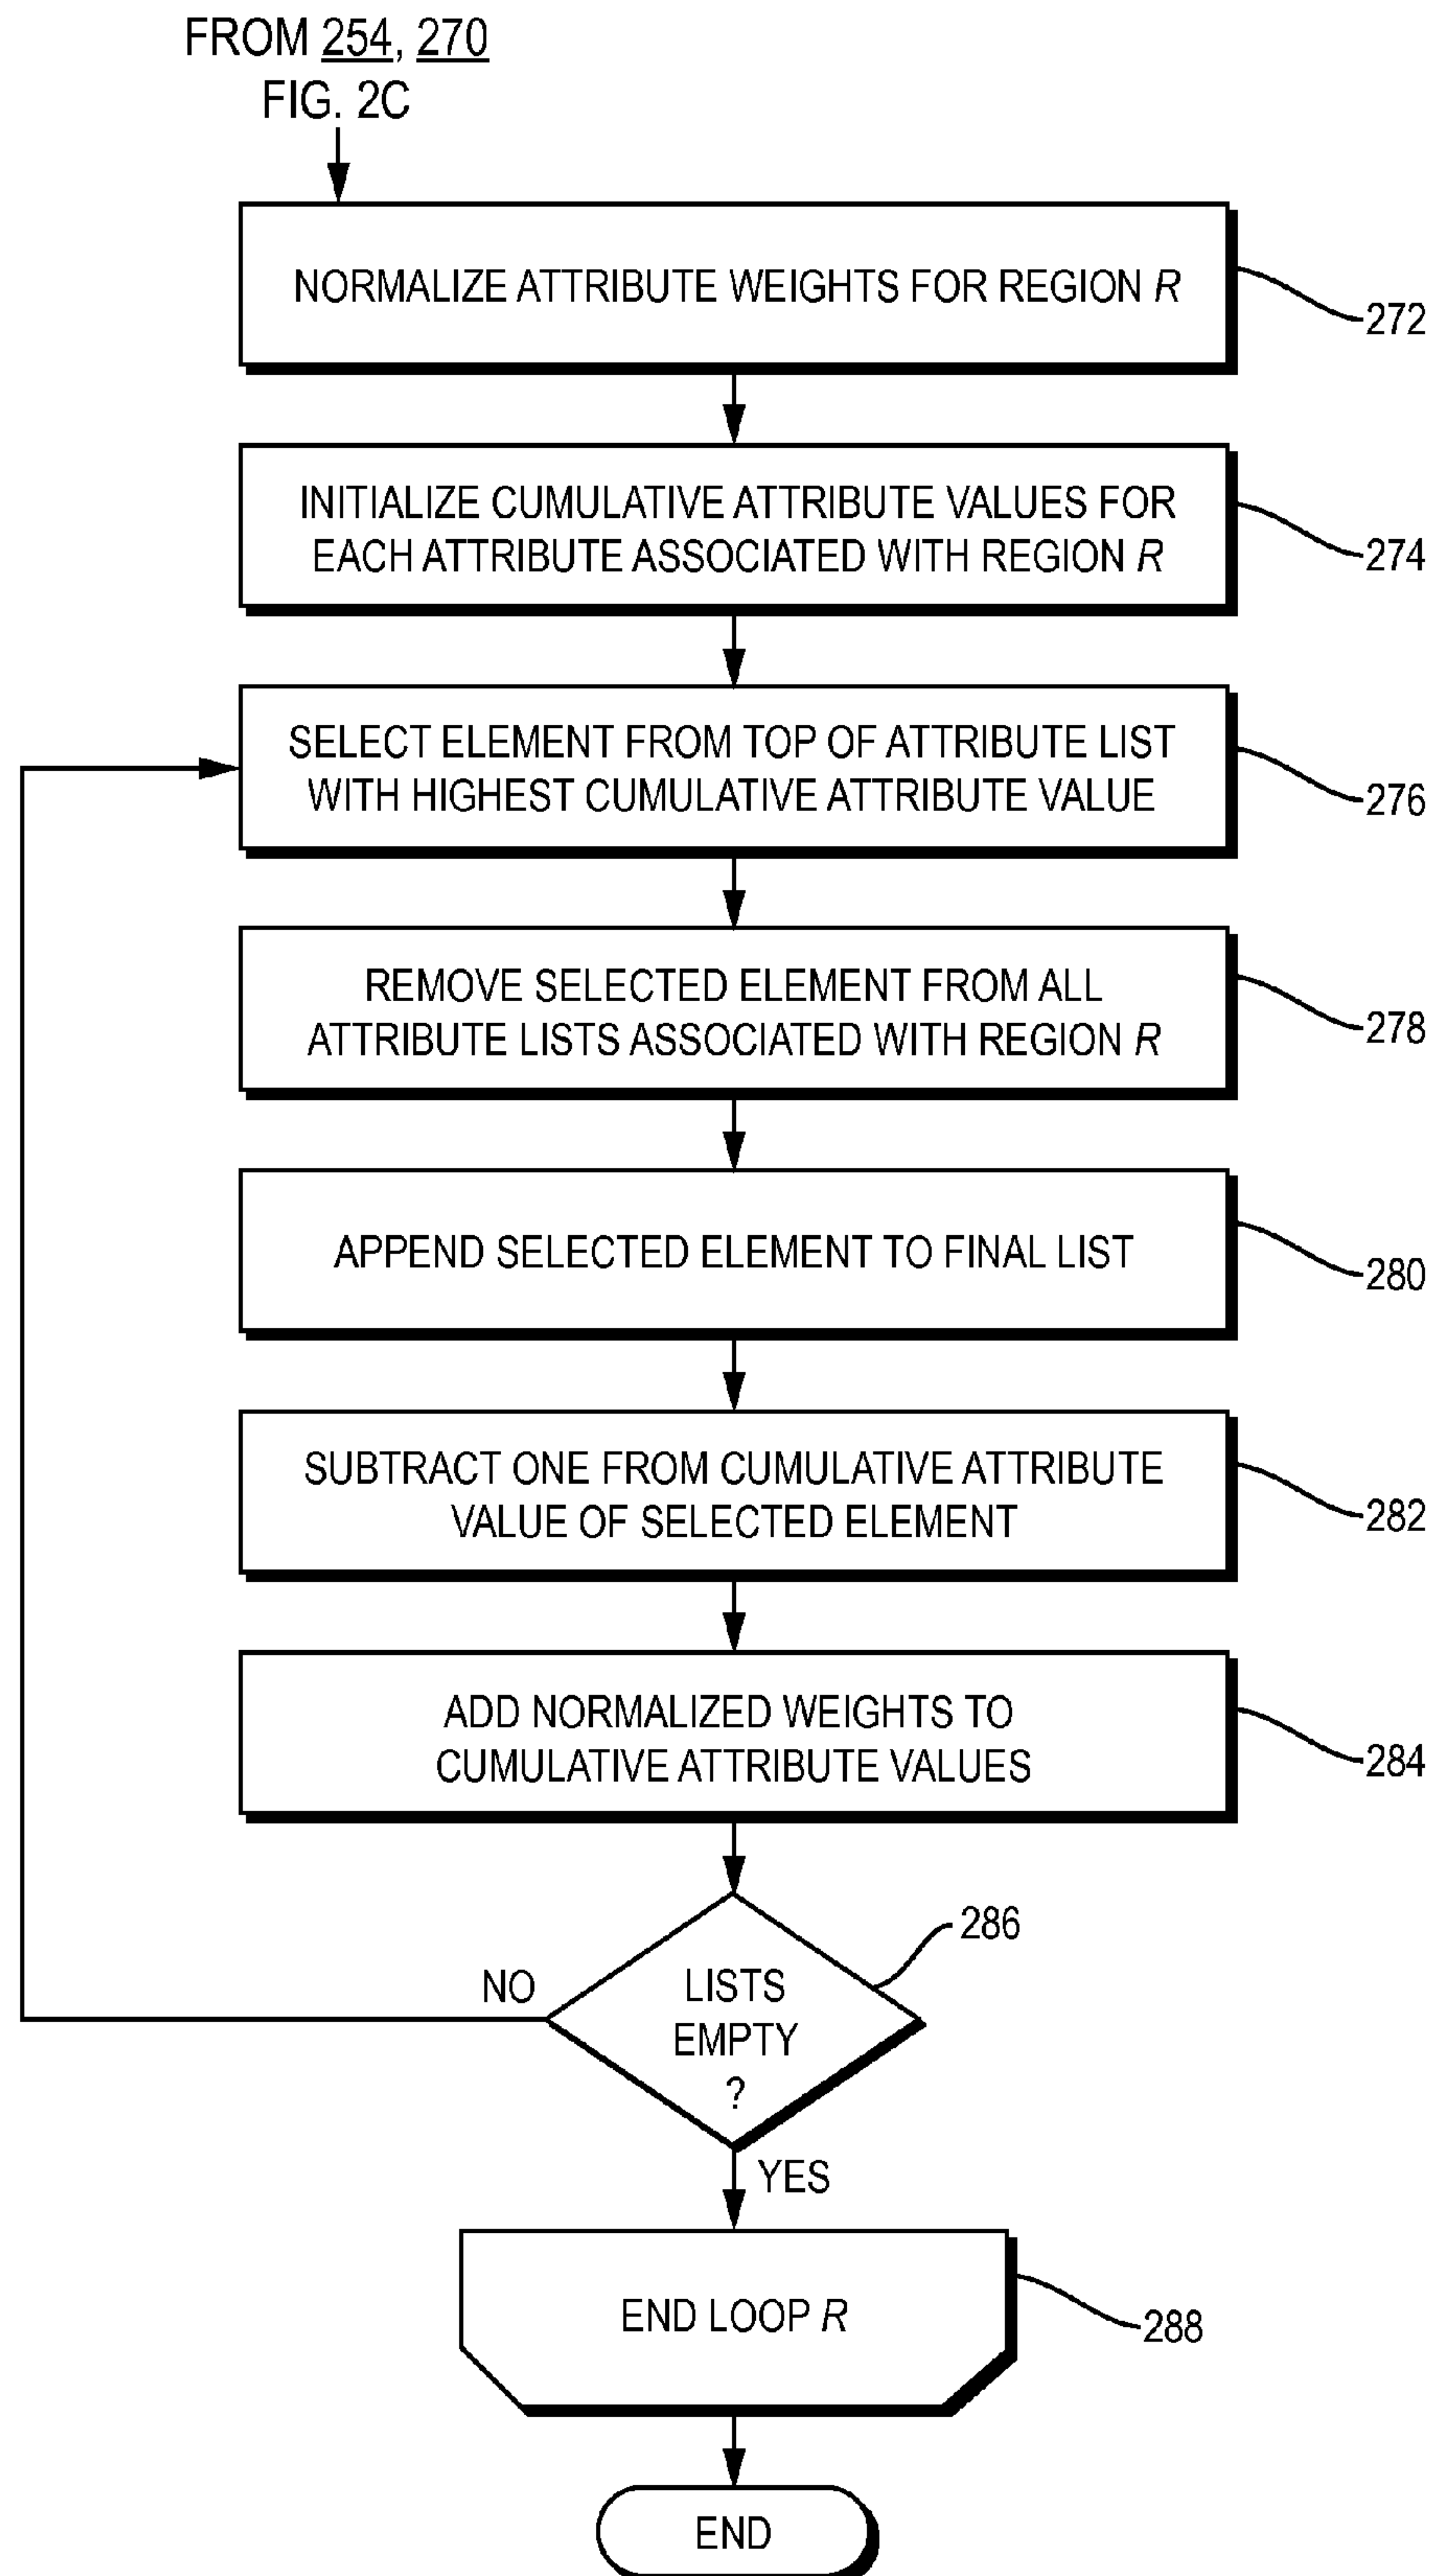 FROM 254, 270
FIG. 2C
NORMALIZE ATTRIBUTE WEIGHTS FOR REGION R
272
INITIALIZE CUMULATIVE ATTRIBUTE VALUES FOR
EACH ATTRIBUTE ASSOCIATED WITH REGION R
274
SELECT ELEMENT FROM TOP OF ATTRIBUTE LIST
WITH HIGHEST CUMULATIVE ATTRIBUTE VALUE
276
REMOVE SELECTED ELEMENT FROM ALL
ATTRIBUTE LISTS ASSOCIATED WITH REGION R
278
APPEND SELECTED ELEMENT TO FINAL LIST
280
SUBTRACT ONE FROM CUMULATIVE ATTRIBUTE
VALUE OF SELECTED ELEMENT
282
ADD NORMALIZED WEIGHTS TO
CUMULATIVE ATTRIBUTE VALUES
284
286
NO
LISTS
EMPTY
?
YES
END LOOP R
288
END